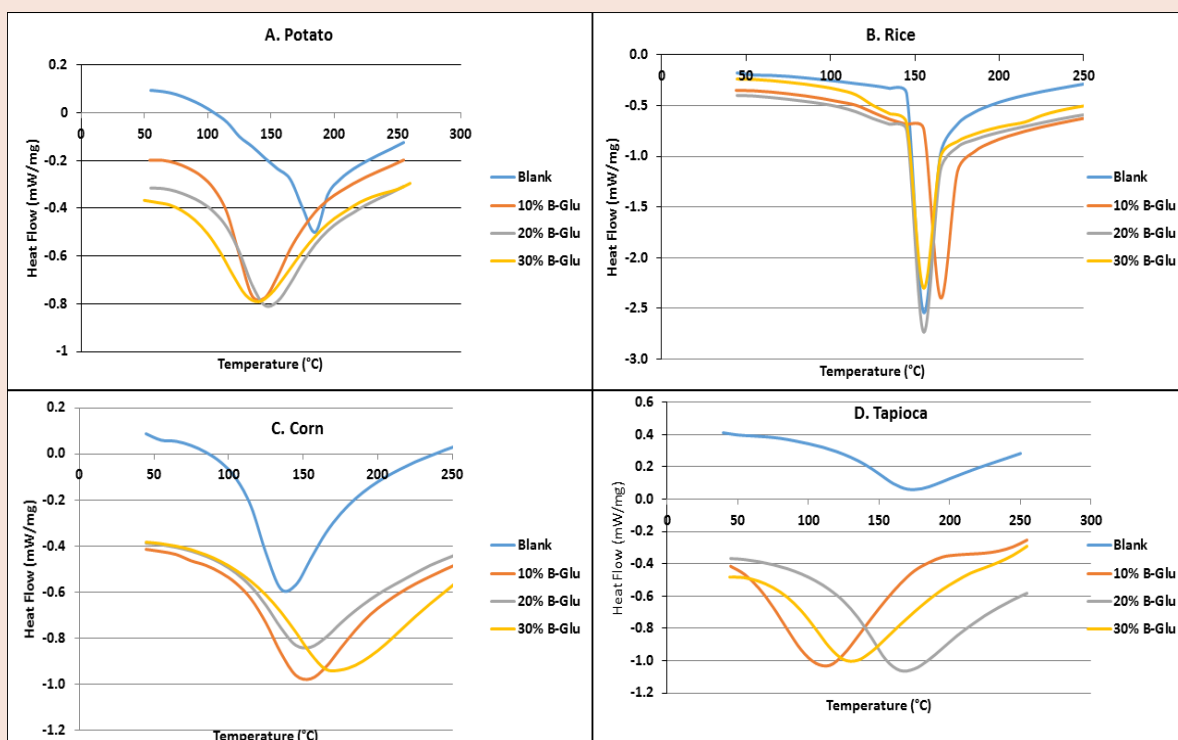 A. Potato
0.2
0
-0.2
-0.4
-0.6
-0.8
-1
0 50 100 150 200 250 300
Heat Flow (mW/mg)
Temperature (°C)
Blank
10% B-Glu
20% B-Glu
30% B-Glu
B. Rice
0.0
-0.5
-1.0
-1.5
-2.0
-2.5
-3.0
0 50 100 150 200 250
Heat Flow (mW/mg)
Temperature (°C)
Blank
10% B-Glu
20% B-Glu
30% B-Glu
C. Corn
0.2
0.0
-0.2
-0.4
-0.6
-0.8
-1.0
-1.2
0 50 100 150 200 250
Heat Flow (mW/mg)
Temperature (°C)
Blank
10% B-Glu
20% B-Glu
30% B-Glu
D. Tapioca
0.6
0.4
0.2
0.0
-0.2
-0.4
-0.6
-0.8
-1.0
-1.2
0 50 100 150 200 250 300
Heat Flow (mW/mg)
Temperature (°C)
Blank
10% B-Glu
20% B-Glu
30% B-Glu